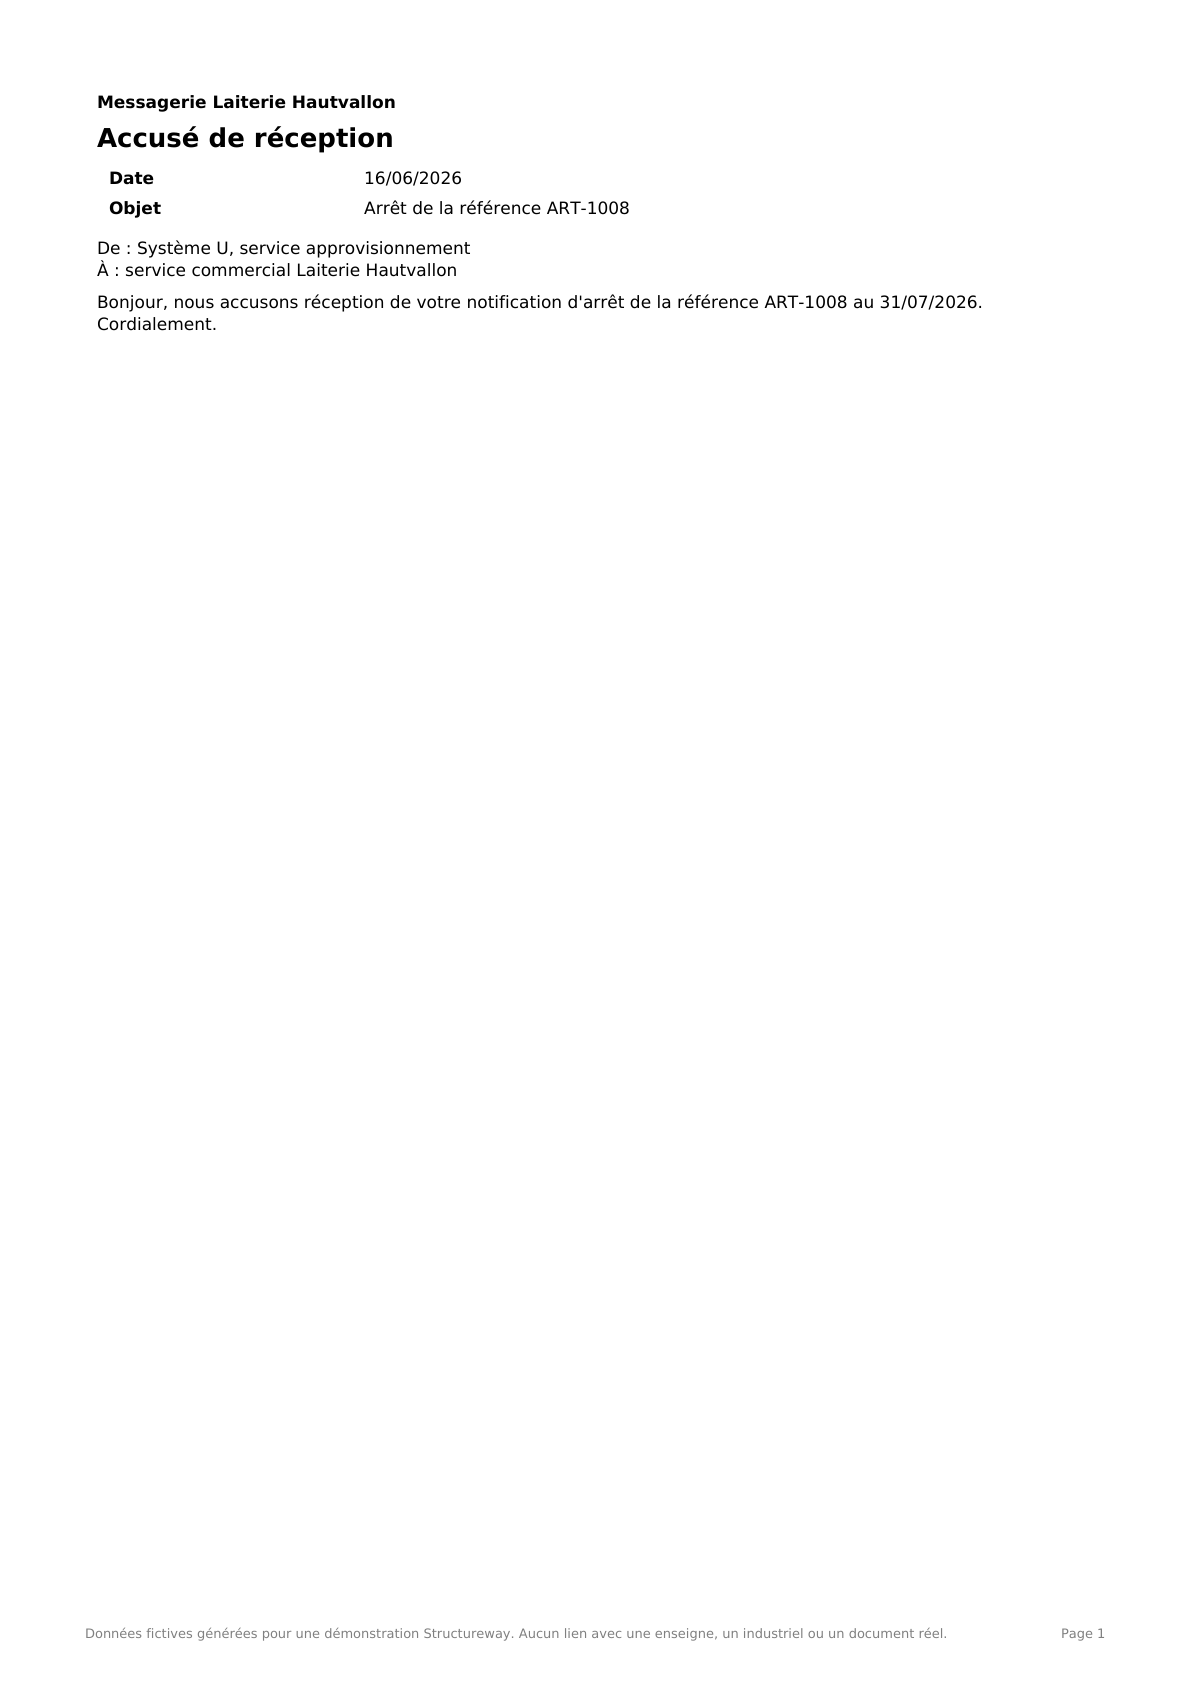 Messagerie Laiterie Hautvallon
Accusé de réception
Date 16/06/2026
Objet Arrêt de la référence ART-1008
De : Système U, service approvisionnement
À : service commercial Laiterie Hautvallon
Bonjour, nous accusons réception de votre notification d'arrêt de la référence ART-1008 au 31/07/2026.
Cordialement.
Données fictives générées pour une démonstration Structureway. Aucun lien avec une enseigne, un industriel ou un document réel. Page 1